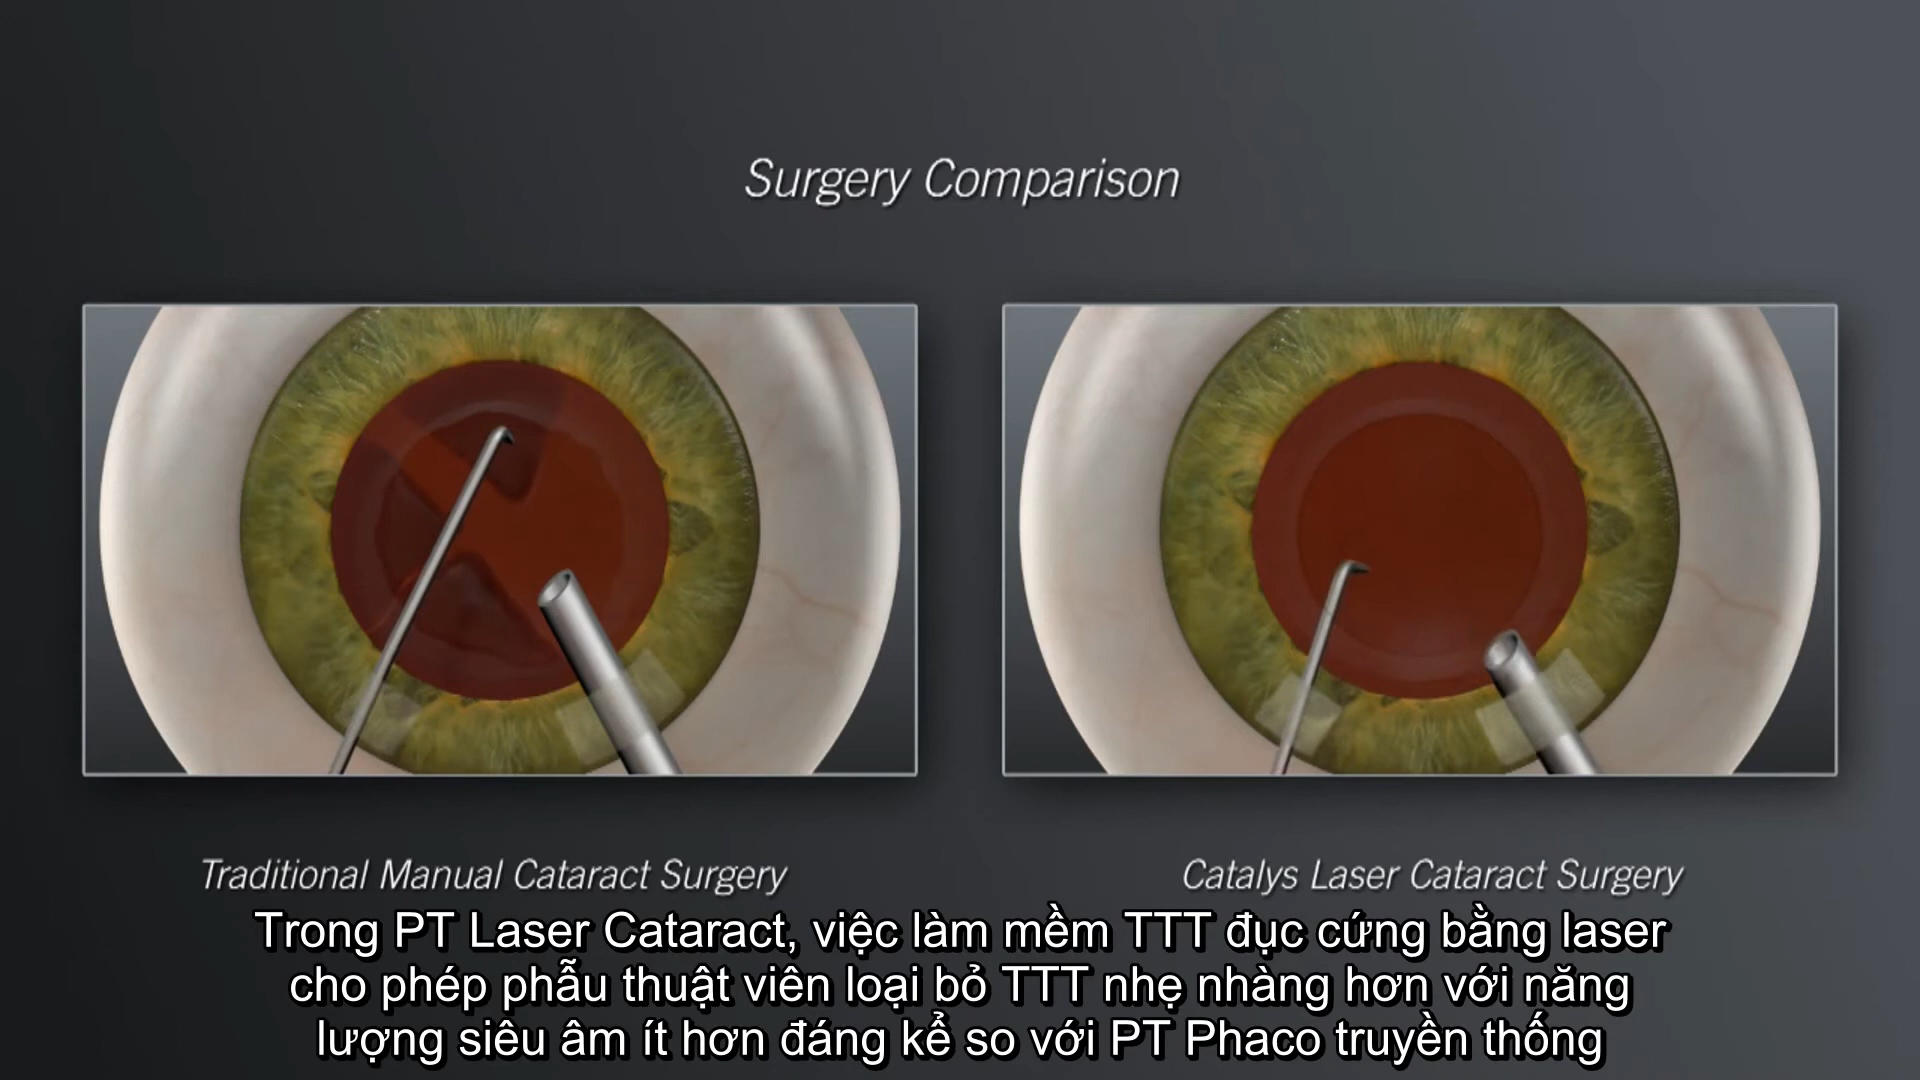 Surgery Comparison
Traditional Manual Cataract Surgery
Catalys Laser Cataract Surgery
Trong PT Laser Cataract, việc làm mềm TTT đục cứng bằng laser
cho phép phẫu thuật viên loại bỏ TTT nhẹ nhàng hơn với năng
lượng siêu âm ít hơn đáng kể so với PT Phaco truyền thống